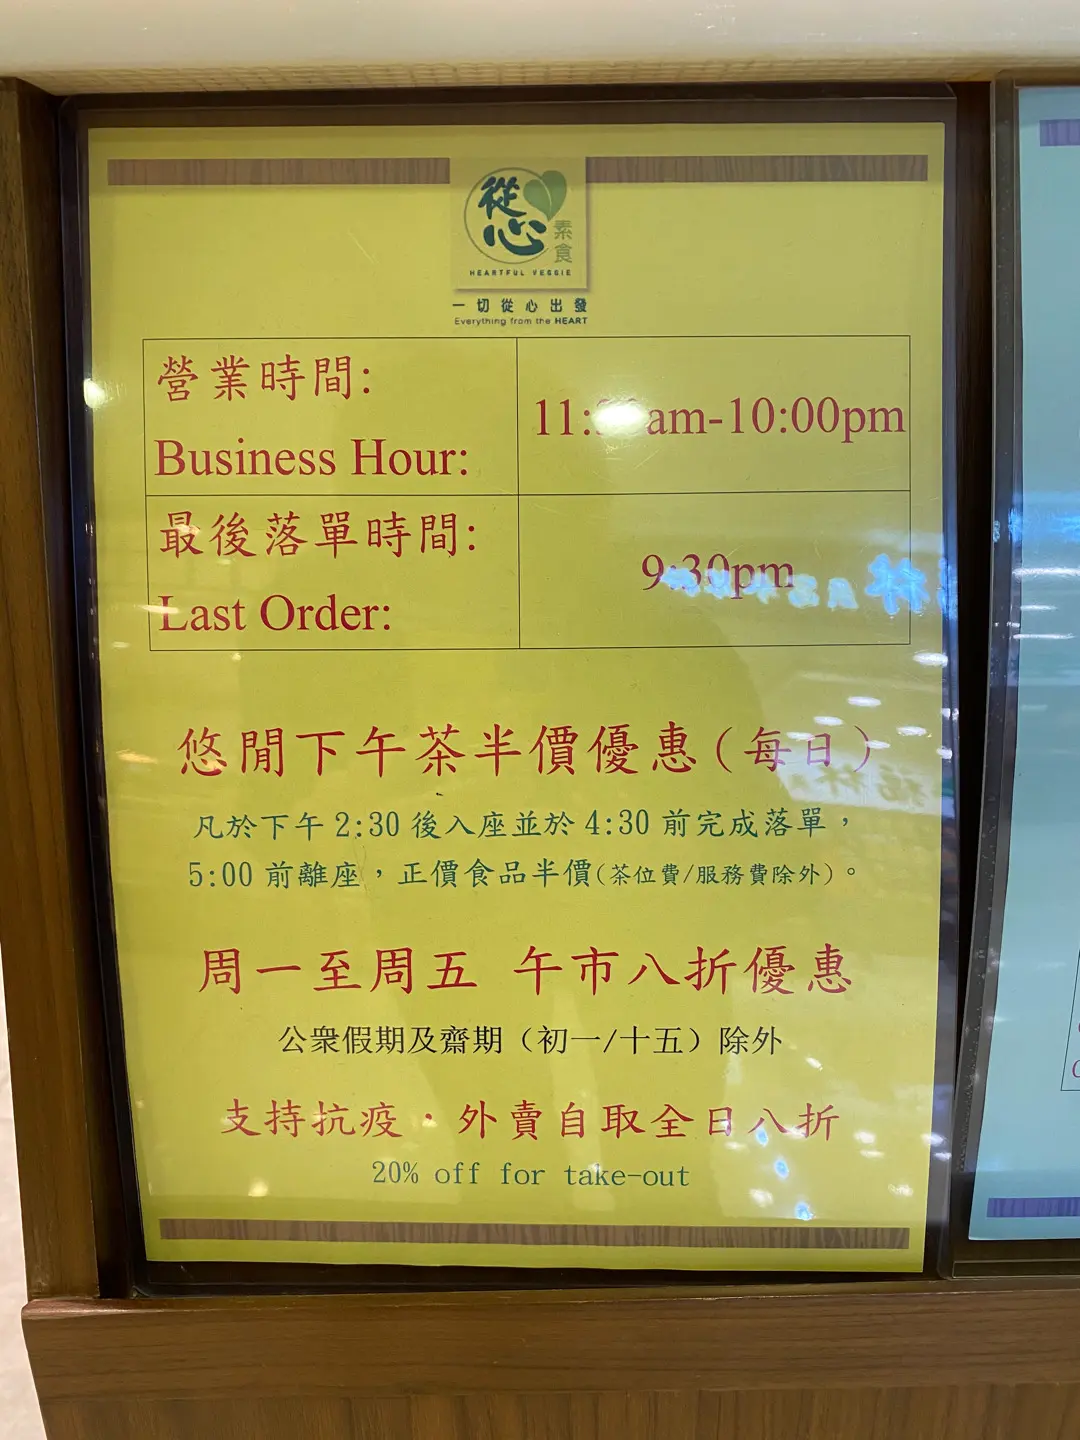 從心
素食
HEARTFUL VEGGIE
一切從心出發
Everything from the HEART
營業時間:
Business Hour:
am-10:00pm
最後落單時間:
Last Order:
9:30pm
悠閒下午茶半價優惠(每日)
凡於下午 2:30 後入座並於 4:30 前完成落單，
5:00 前離座，正價食品半價(茶位費/服務費除外)。
周一至周五 午市八折優惠
公眾假期及齋期（初一/十五）除外
支持抗疫．外賣自取全日八折
20% off for take-out